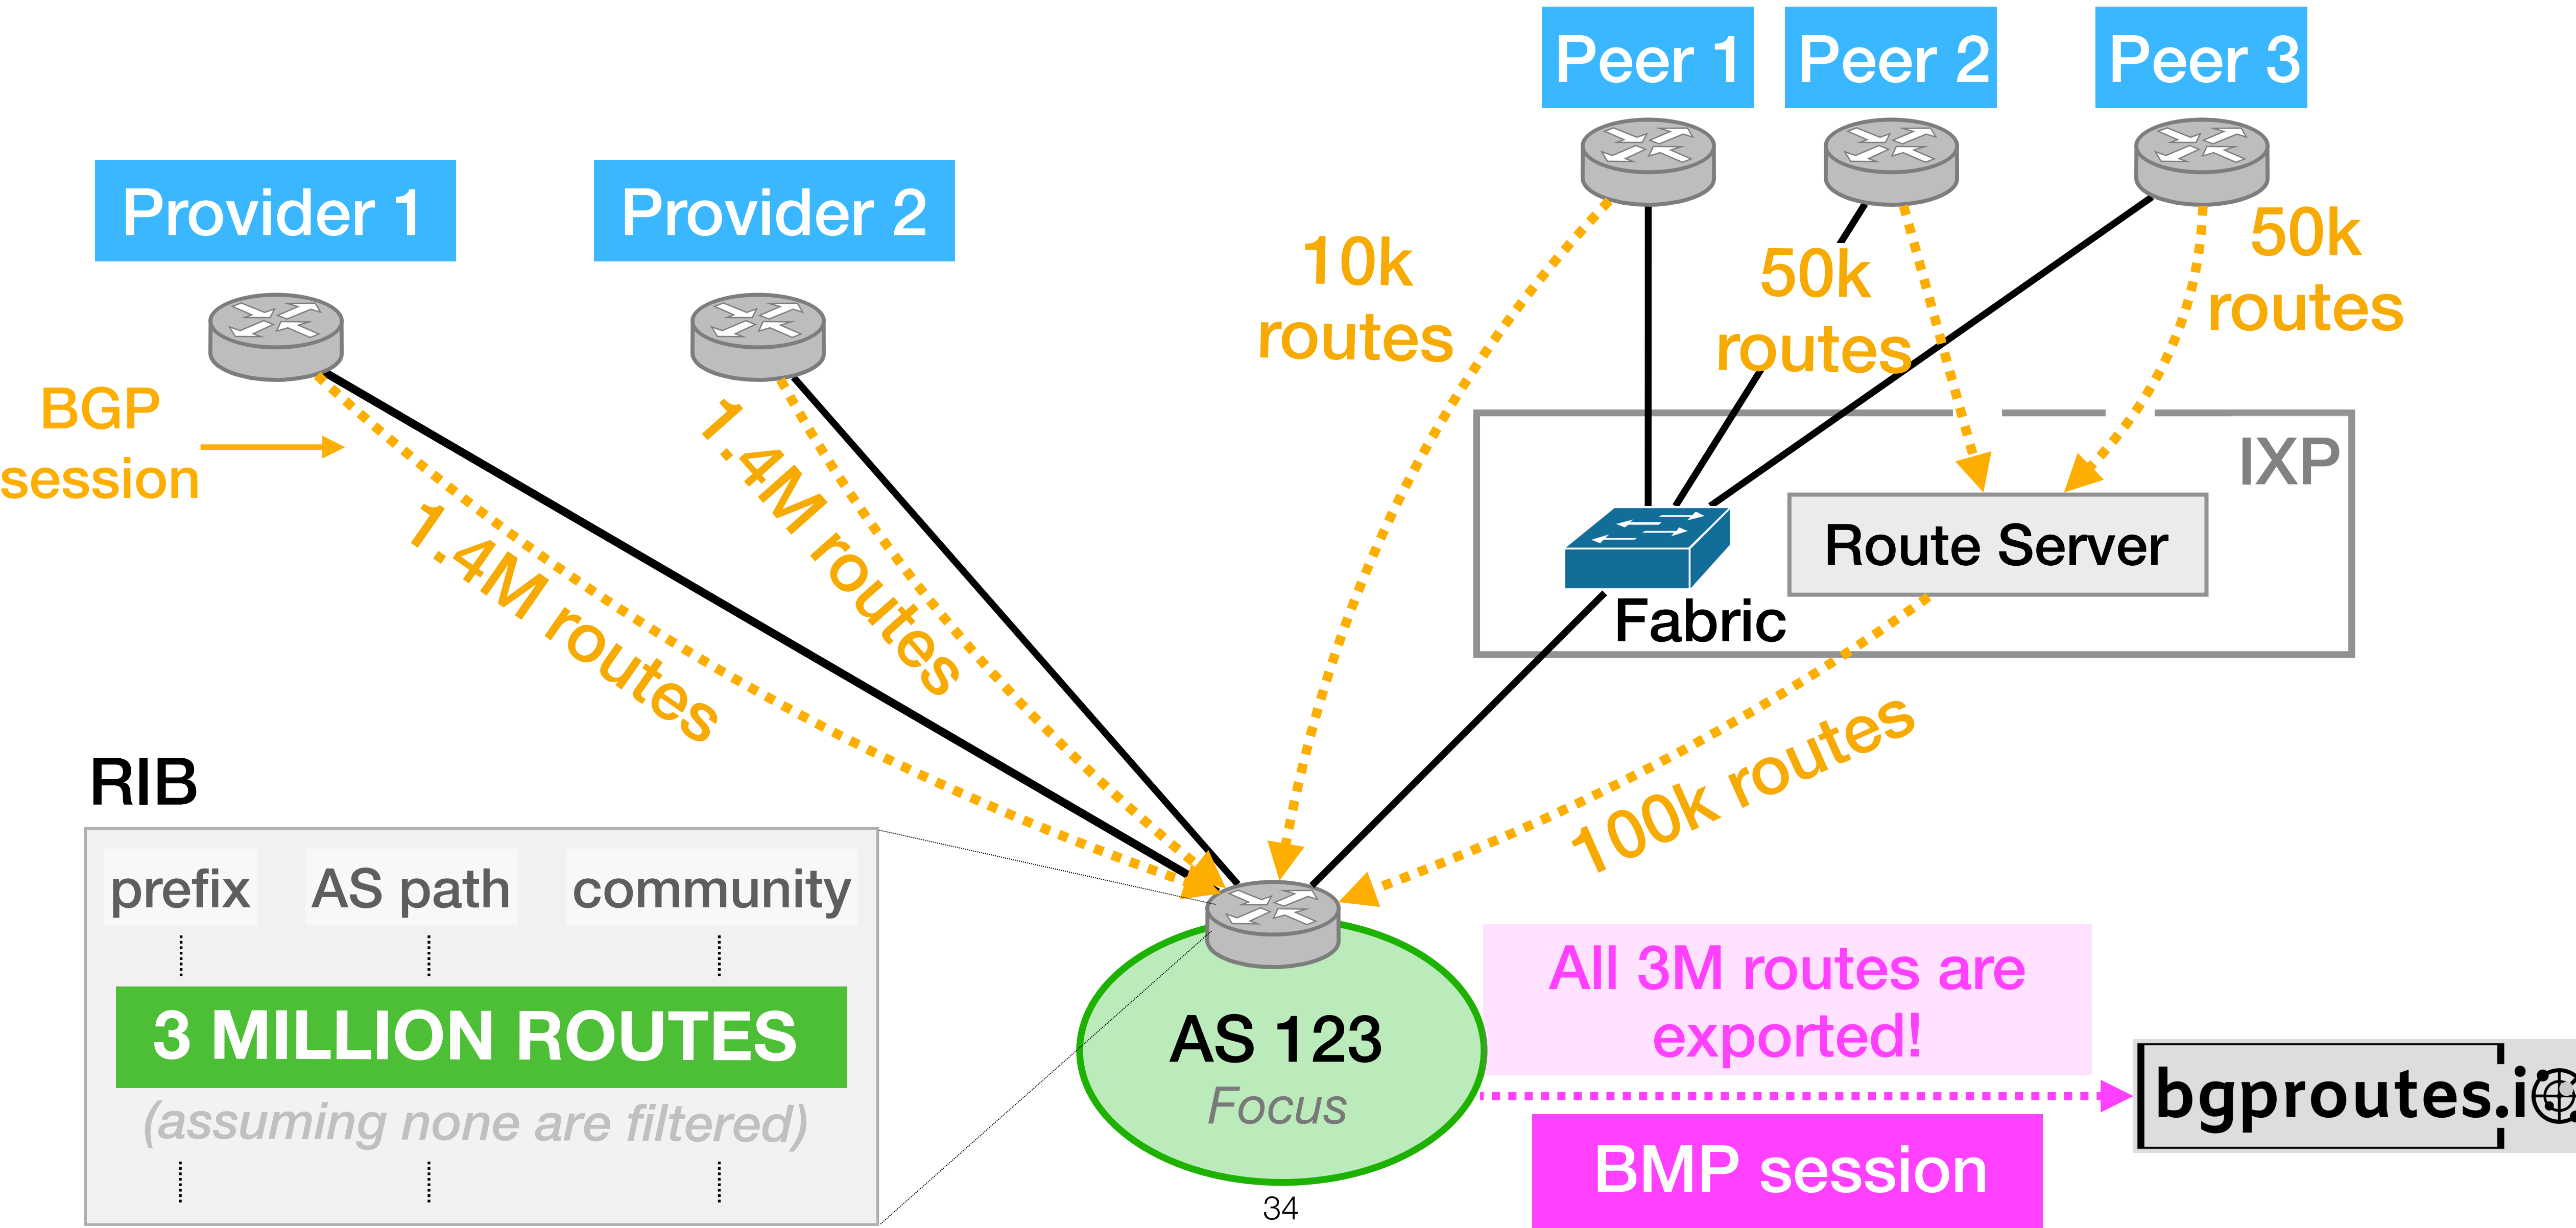 Peer 1
Peer 2
Peer 3
Provider 1
Provider 2
10k
routes
50k
routes
50k
routes
BGP
session
1.4M routes
1.4M routes
IXP
Route Server
Fabric
100k routes
RIB
prefix
AS path
community
3 MILLION ROUTES
(assuming none are filtered)
AS 123
Focus
All 3M routes are
exported!
bgproutes.i
BMP session
34